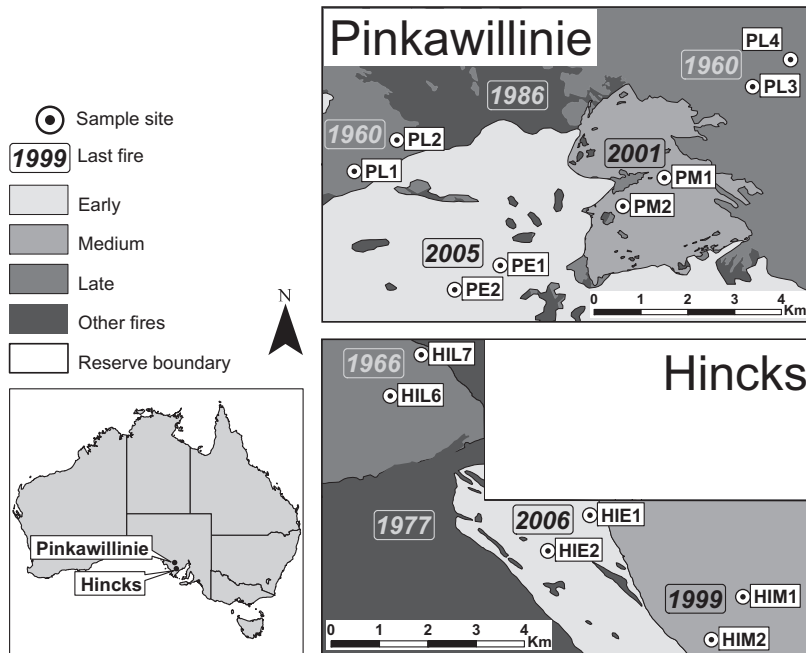 Sample site
1999 Last fire
Early
Medium
Late
Other fires
Reserve boundary
N
Pinkawillinie
Hincks
Pinkawillinie
PL4
1960
PL3
1986
1960
PL2
2001
PL1
PM1
PM2
2005
PE1
PE2
0 1 2 3 4
Km
Hincks
HIL7
1966
HIL6
1977
2006
HIE1
HIE2
1999
HIM1
HIM2
0 1 2 3 4
Km